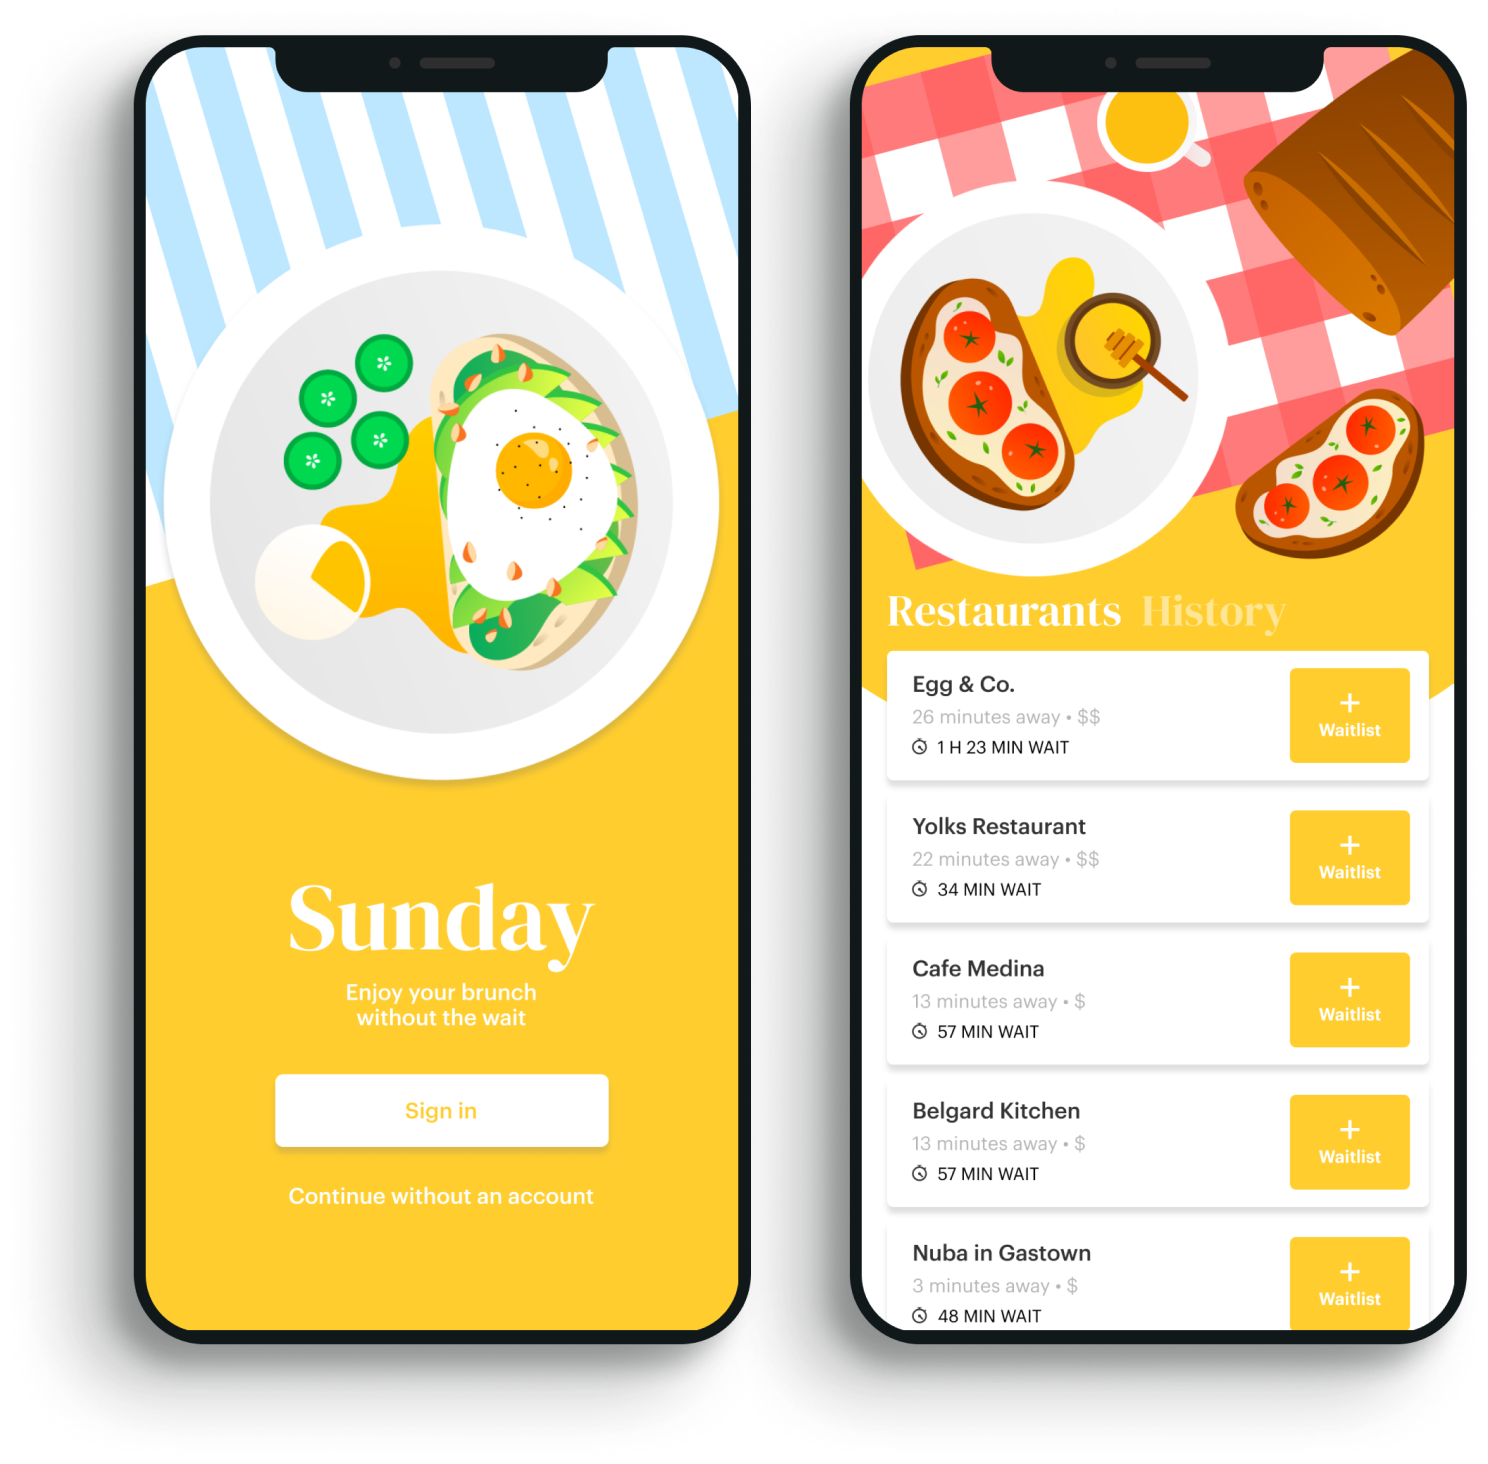 Sunday
Enjoy your brunch
without the wait
Sign in
Continue without an account
Restaurants History
Egg & Co.
26 minutes away • $$
1 H 23 MIN WAIT
+
Waitlist
Yolks Restaurant
22 minutes away • $$
34 MIN WAIT
+
Waitlist
Cafe Medina
13 minutes away • $
57 MIN WAIT
+
Waitlist
Belgard Kitchen
13 minutes away • $
57 MIN WAIT
+
Waitlist
Nuba in Gastown
3 minutes away • $
48 MIN WAIT
+
Waitlist